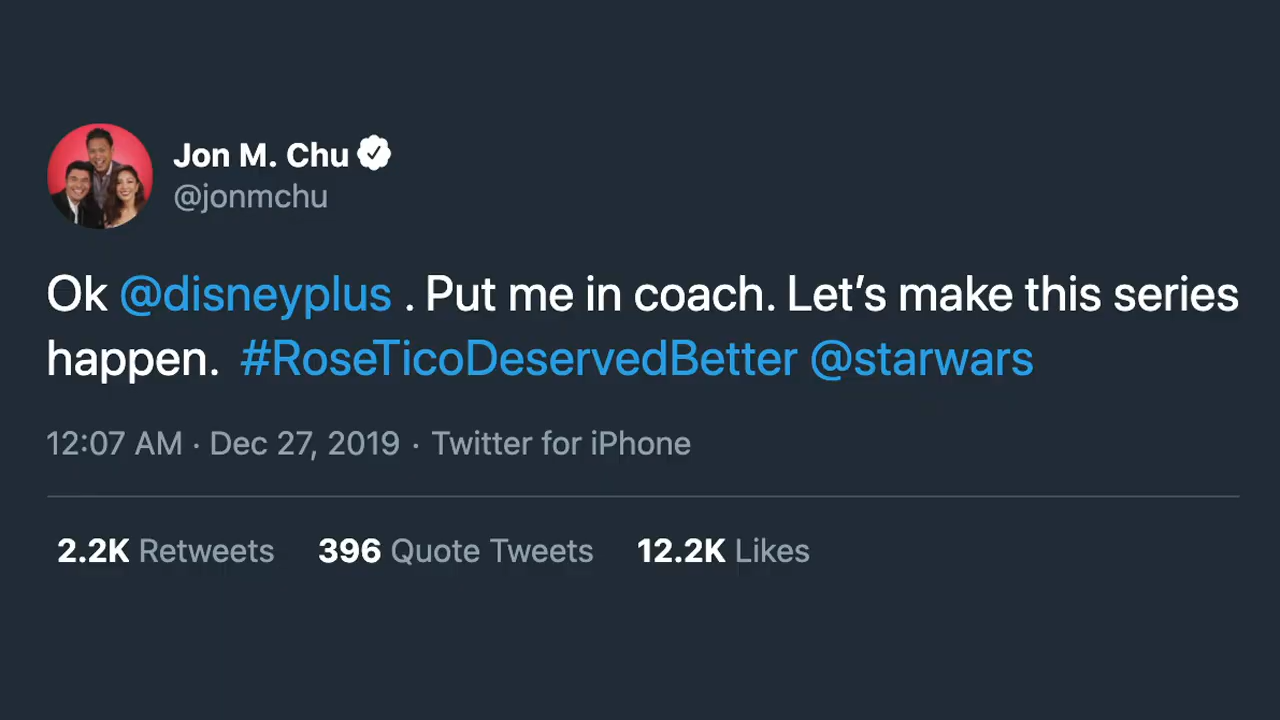 Jon M. Chu
@jonmchu
Ok @disneyplus . Put me in coach. Let’s make this series
happen.  #RoseTicoDeservedBetter @starwars
12:07 AM · Dec 27, 2019 · Twitter for iPhone
2.2K Retweets 396 Quote Tweets 12.2K Likes